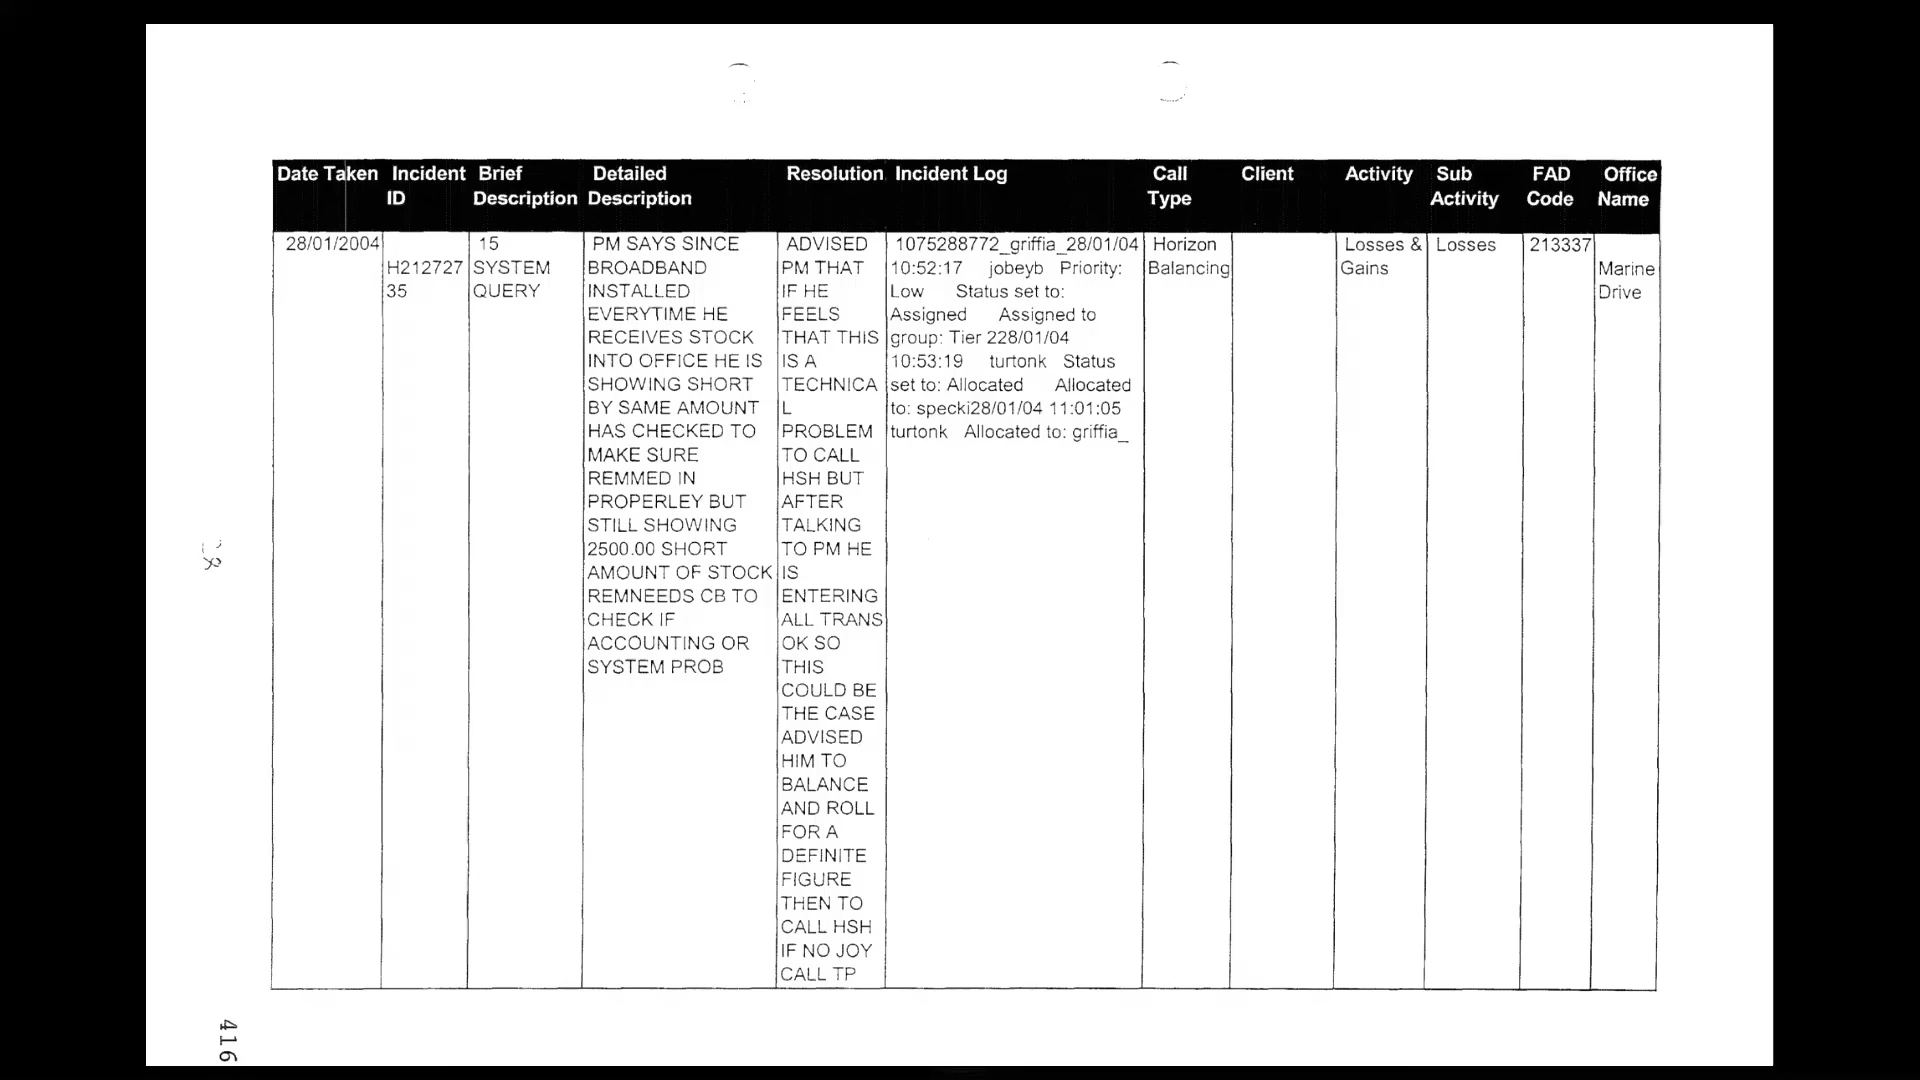 Date Taken Incident ID Brief Description Detailed Description Resolution Incident Log Call Type Client Activity Sub Activity FAD Code Office Name
28/01/2004
H212727
35
15
SYSTEM
QUERY
PM SAYS SINCE
BROADBAND
INSTALLED
EVERYTIME HE
RECEIVES STOCK
INTO OFFICE HE IS
SHOWING SHORT
BY SAME AMOUNT
HAS CHECKED TO
MAKE SURE
REMMED IN
PROPERLEY BUT
STILL SHOWING
2500.00 SHORT
AMOUNT OF STOCK
REMNEEDS CB TO
CHECK IF
ACCOUNTING OR
SYSTEM PROB
ADVISED
PM THAT
IF HE
FEELS
THAT THIS
IS A
TECHNICA
L
PROBLEM
TO CALL
HSH BUT
AFTER
TALKING
TO PM HE
IS
ENTERING
ALL TRANS
OK SO
THIS
COULD BE
THE CASE
ADVISED
HIM TO
BALANCE
AND ROLL
FOR A
DEFINITE
FIGURE
THEN TO
CALL HSH
IF NO JOY
CALL TP
1075288772_griffia_28/01/04
10:52:17 jobeyb Priority:
Low Status set to:
Assigned Assigned to
group: Tier 228/01/04
10:53:19 turtonk Status
set to: Allocated Allocated
to: specki28/01/04 11:01:05
turtonk Allocated to: griffia_
Horizon
Balancing
Losses &
Gains
Losses
213337
Marine
Drive
416